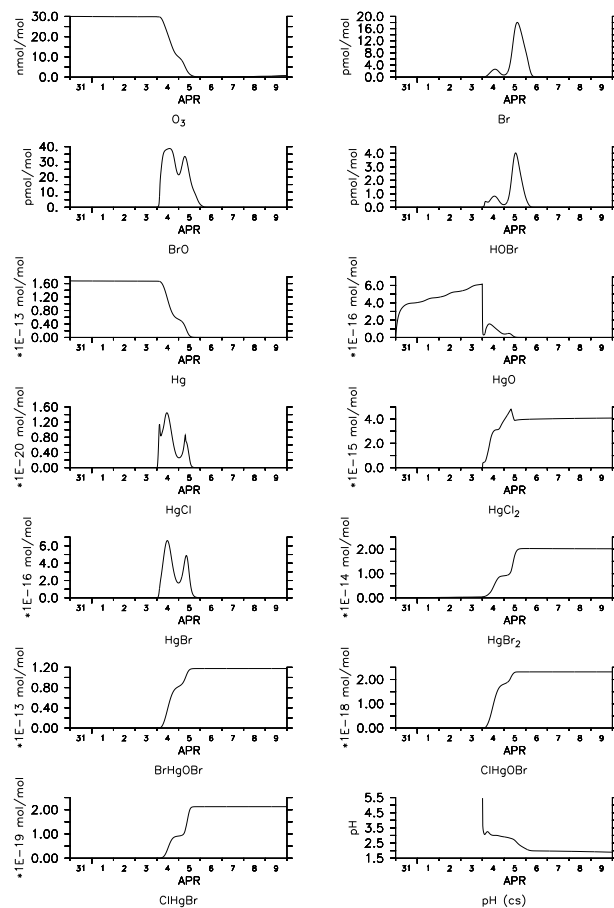 30.0
20.0
10.0
0.0
nmol/mol
31 1 2 3 4 5 6 7 8 9
APR
O3
20.0
16.0
12.0
8.0
4.0
0.0
pmol/mol
31 1 2 3 4 5 6 7 8 9
APR
Br
40.
30.
20.
10.
0.
pmol/mol
31 1 2 3 4 5 6 7 8 9
APR
BrO
4.0
3.0
2.0
1.0
0.0
pmol/mol
31 1 2 3 4 5 6 7 8 9
APR
HOBr
1.60
1.20
0.80
0.40
0.00
*1E-13 mol/mol
31 1 2 3 4 5 6 7 8 9
APR
Hg
6.0
4.0
2.0
0.0
*1E-16 mol/mol
31 1 2 3 4 5 6 7 8 9
APR
HgO
1.60
1.20
0.80
0.40
0.00
*1E-20 mol/mol
31 1 2 3 4 5 6 7 8 9
APR
HgCl
4.0
2.0
0.0
*1E-15 mol/mol
31 1 2 3 4 5 6 7 8 9
APR
HgCl2
6.0
4.0
2.0
0.0
*1E-16 mol/mol
31 1 2 3 4 5 6 7 8 9
APR
HgBr
2.00
1.00
0.00
*1E-14 mol/mol
31 1 2 3 4 5 6 7 8 9
APR
HgBr2
1.20
0.80
0.40
0.00
*1E-13 mol/mol
31 1 2 3 4 5 6 7 8 9
APR
BrHgOBr
2.00
1.00
0.00
*1E-18 mol/mol
31 1 2 3 4 5 6 7 8 9
APR
ClHgOBr
2.00
1.00
0.00
*1E-19 mol/mol
31 1 2 3 4 5 6 7 8 9
APR
ClHgBr
5.5
4.5
3.5
2.5
1.5
pH
31 1 2 3 4 5 6 7 8 9
APR
pH (cs)